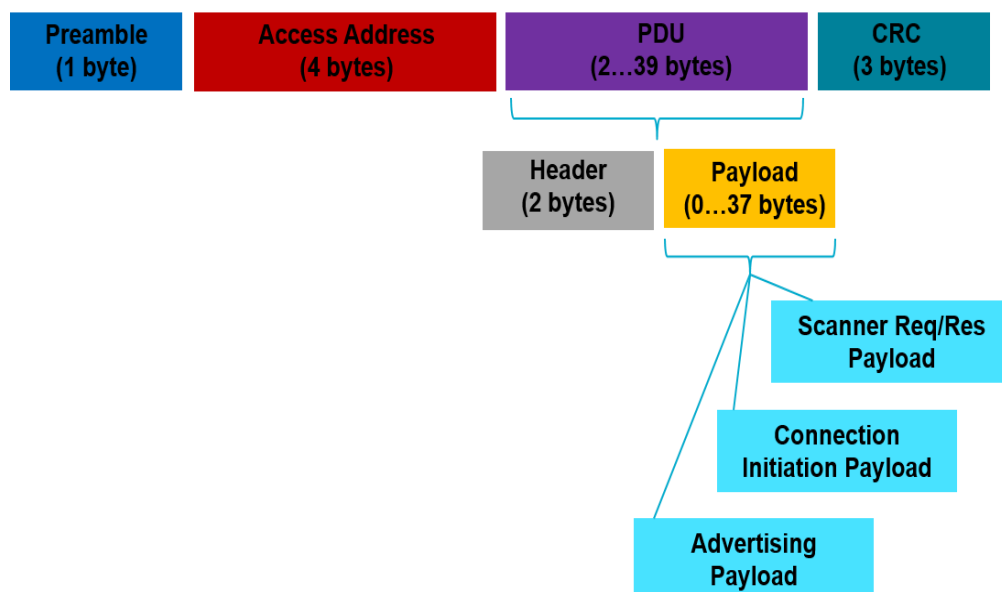 Preamble
(1 byte)
Access Address
(4 bytes)
PDU
(2...39 bytes)
CRC
(3 bytes)
Header
(2 bytes)
Payload
(0...37 bytes)
Scanner Req/Res
Payload
Connection
Initiation Payload
Advertising
Payload